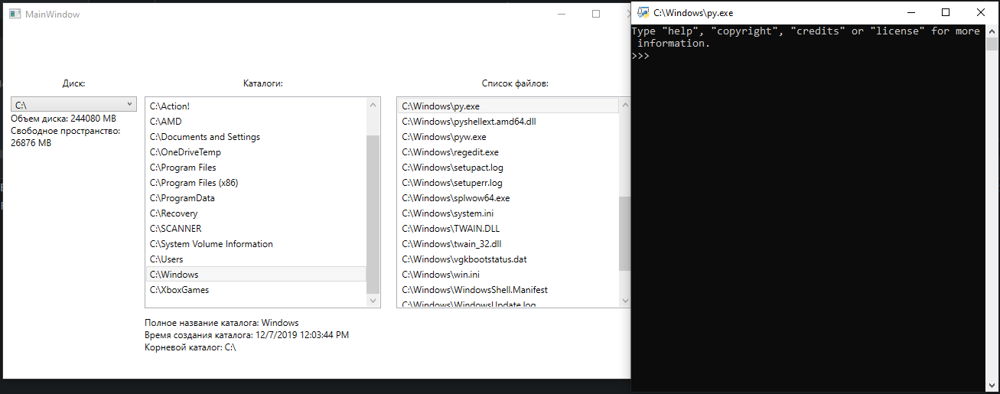 MainWindow
Диск:
C:\
Объем диска: 244080 MB
Свободное пространство:
26876 MB
Каталоги:
C:\Action!
C:\AMD
C:\Documents and Settings
C:\OneDriveTemp
C:\Program Files
C:\Program Files (x86)
C:\ProgramData
C:\Recovery
C:\SCANNER
C:\System Volume Information
C:\Users
C:\Windows
C:\XboxGames
Полное название каталога: Windows
Время создания каталога: 12/7/2019 12:03:44 PM
Корневой каталог: C:\
Список файлов:
C:\Windows\py.exe
C:\Windows\pyshellext.amd64.dll
C:\Windows\pyw.exe
C:\Windows\regedit.exe
C:\Windows\setupact.log
C:\Windows\setuperr.log
C:\Windows\splwow64.exe
C:\Windows\system.ini
C:\Windows\TWAIN.DLL
C:\Windows\twain_32.dll
C:\Windows\vgkbootstatus.dat
C:\Windows\win.ini
C:\Windows\WindowsShell.Manifest
C:\Windows\WindowsUpdate.log
C:\Windows\py.exe
Type "help", "copyright", "credits" or "license" for more
information.
>>>